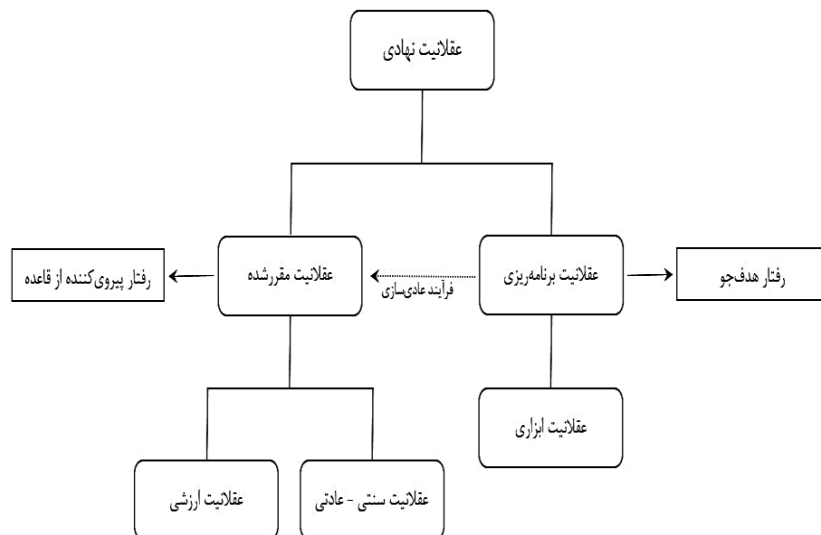 عقلانیت نهادی
رفتار هدف‌جو
عقلانیت برنامه‌ریزی
فرآیند عادی‌سازی
عقلانیت مقررشده
رفتار پیروی‌کننده از قاعده
عقلانیت ابزاری
عقلانیت سنتی - عادتی
عقلانیت ارزشی